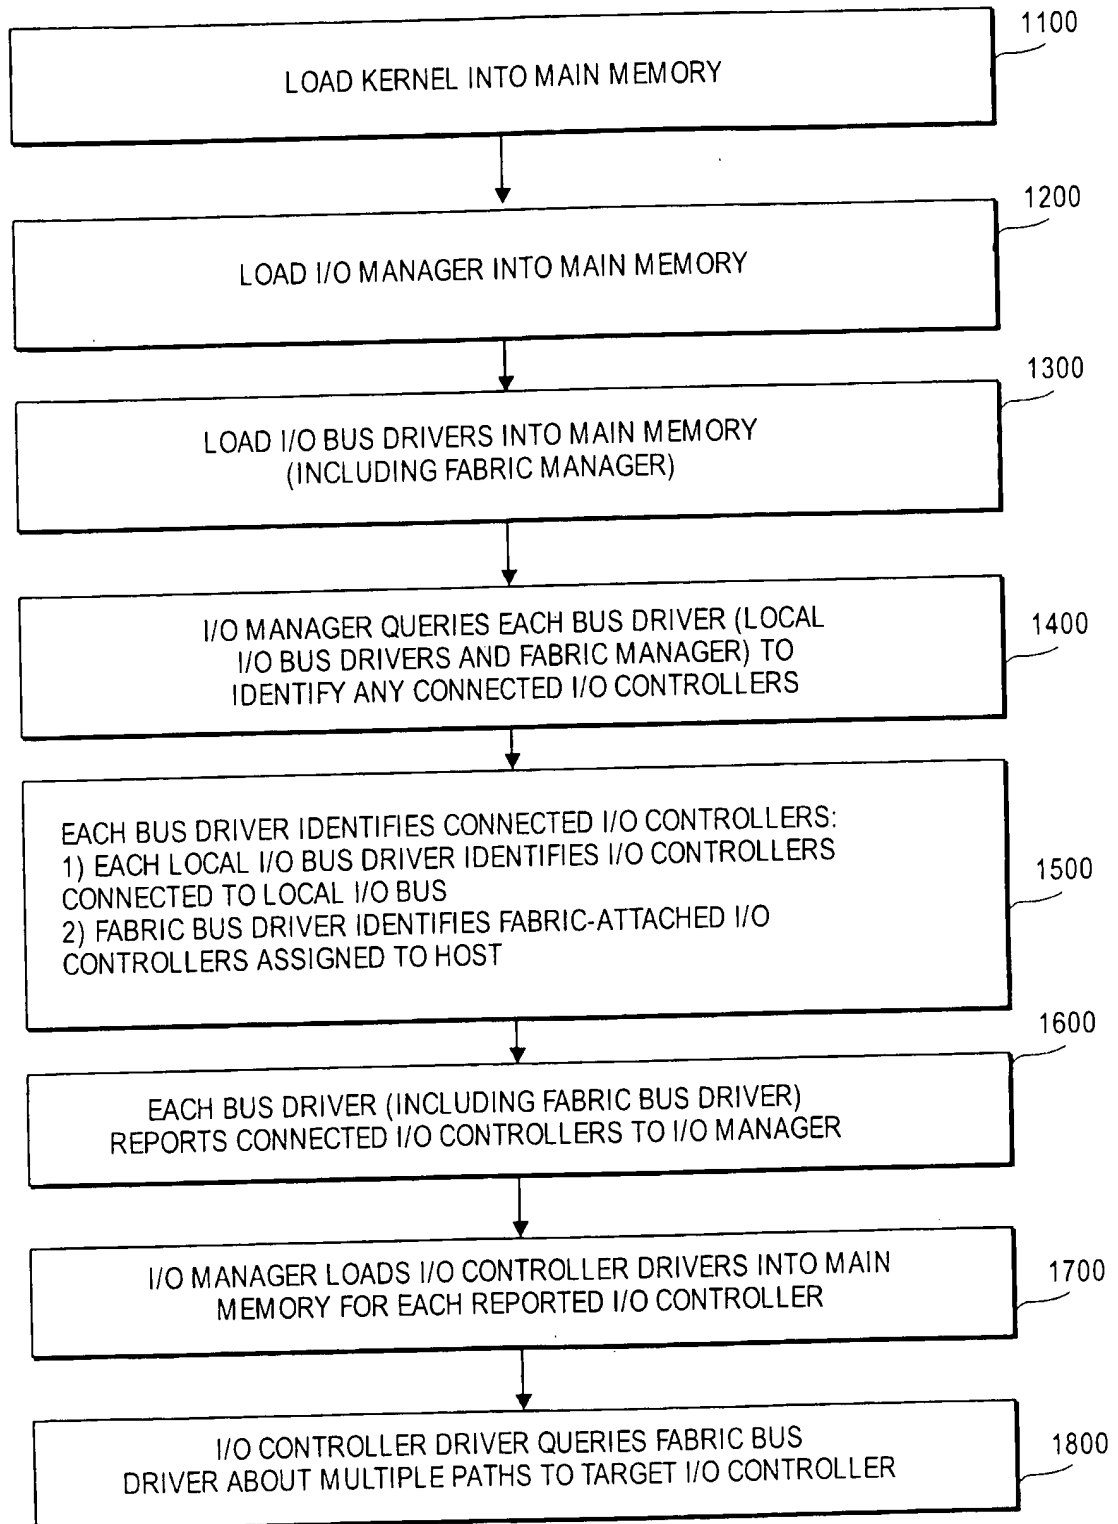 1100
LOAD KERNEL INTO MAIN MEMORY
1200
LOAD I/O MANAGER INTO MAIN MEMORY
1300
LOAD I/O BUS DRIVERS INTO MAIN MEMORY
(INCLUDING FABRIC MANAGER)
1400
I/O MANAGER QUERIES EACH BUS DRIVER (LOCAL
I/O BUS DRIVERS AND FABRIC MANAGER) TO
IDENTIFY ANY CONNECTED I/O CONTROLLERS
1500
EACH BUS DRIVER IDENTIFIES CONNECTED I/O CONTROLLERS:
1) EACH LOCAL I/O BUS DRIVER IDENTIFIES I/O CONTROLLERS
CONNECTED TO LOCAL I/O BUS
2) FABRIC BUS DRIVER IDENTIFIES FABRIC-ATTACHED I/O
CONTROLLERS ASSIGNED TO HOST
1600
EACH BUS DRIVER (INCLUDING FABRIC BUS DRIVER)
REPORTS CONNECTED I/O CONTROLLERS TO I/O MANAGER
1700
I/O MANAGER LOADS I/O CONTROLLER DRIVERS INTO MAIN
MEMORY FOR EACH REPORTED I/O CONTROLLER
1800
I/O CONTROLLER DRIVER QUERIES FABRIC BUS
DRIVER ABOUT MULTIPLE PATHS TO TARGET I/O CONTROLLER